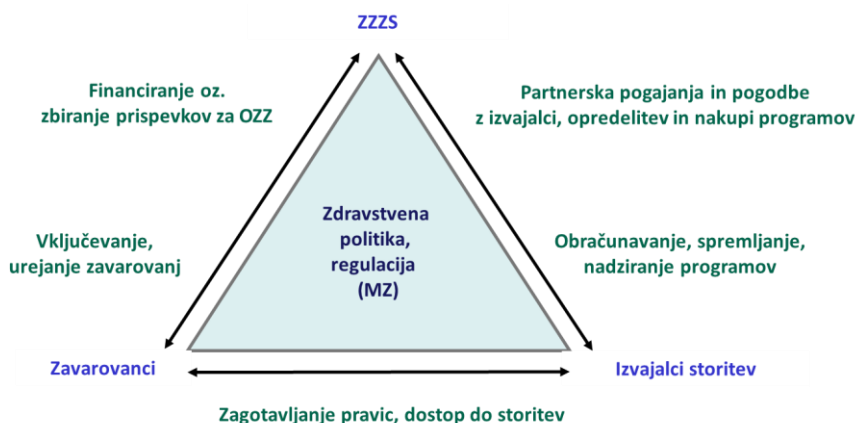 ZZZS
Financiranje oz.
zbiranje prispevkov za OZZ
Partnerska pogajanja in pogodbe
z izvajalci, opredelitev in nakupi programov
Zdravstvena
politika,
regulacija
(MZ)
Vključevanje,
urejanje zavarovanj
Obračunavanje, spremljanje,
nadziranje programov
Zavarovanci
Izvajalci storitev
Zagotavljanje pravic, dostop do storitev